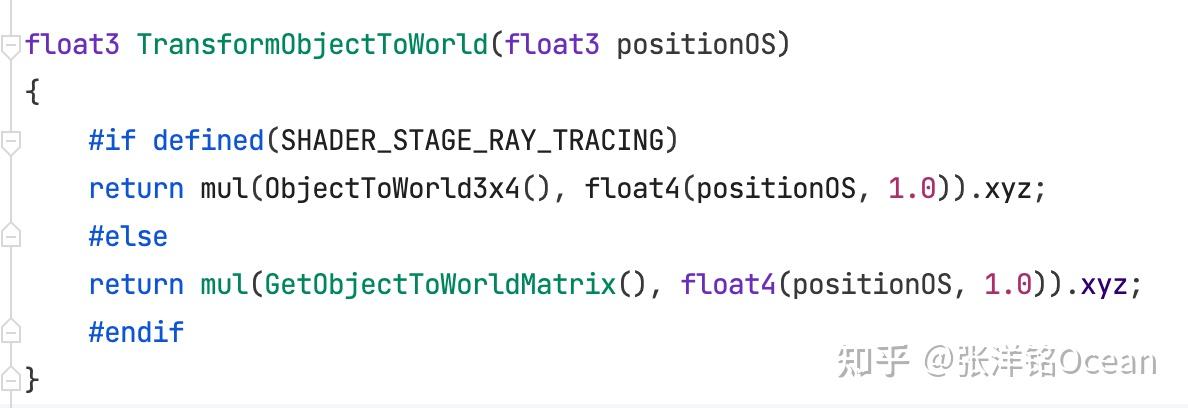 float3 TransformObjectToWorld(float3 positionOS)
{
    #if defined(SHADER_STAGE_RAY_TRACING)
    return mul(ObjectToWorld3x4(), float4(positionOS, 1.0)).xyz;
    #else
    return mul(GetObjectToWorldMatrix(), float4(positionOS, 1.0)).xyz;
    #endif
}
知乎 @张洋铭Ocean